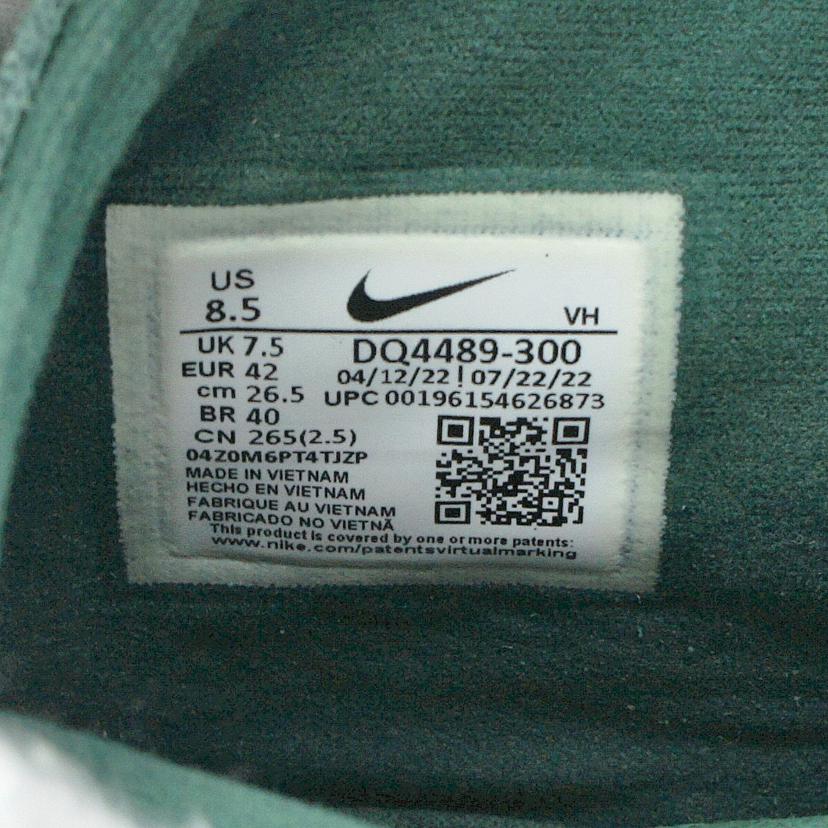 US
8.5
VH
UK 7.5
DQ4489-300
EUR 42
04/12/22 ! 07/22/22
cm 26.5
UPC 00196154626873
BR 40
CN 265(2.5)
04Z0M6PT4TJZP
MADE IN VIETNAM
HECHO EN VIETNAM
FABRIQUE AU VIETNAM
FABRICADO NO VIETNÃ
This product is covered by one or more patents:
www.nike.com/patentsvirtualmarking